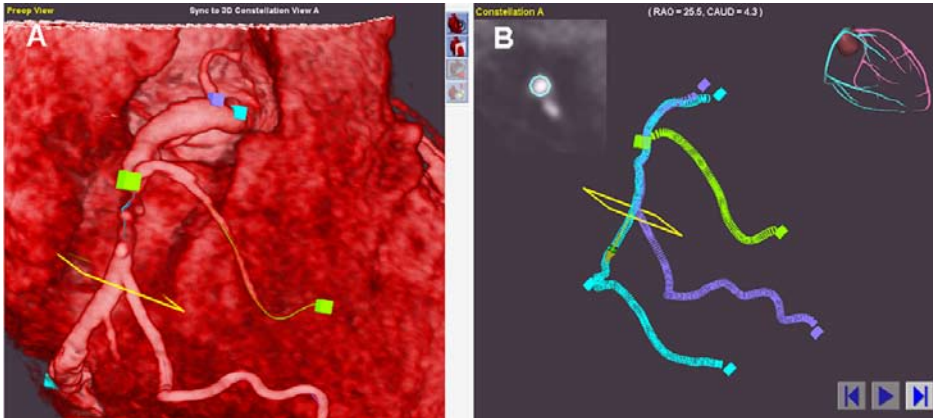 Preop View
Sync to 3D Constellation View A
A
Constellation A
( RAO = 25.5, CAUD = 4.3 )
B